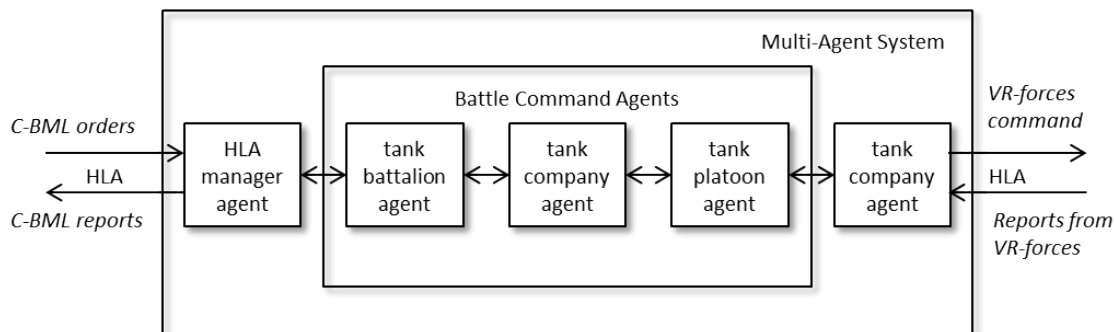 Multi-Agent System
Battle Command Agents
C-BML orders
HLA
C-BML reports
HLA
manager
agent
tank
battalion
agent
tank
company
agent
tank
platoon
agent
tank
company
agent
VR-forces
command
HLA
Reports from
VR-forces